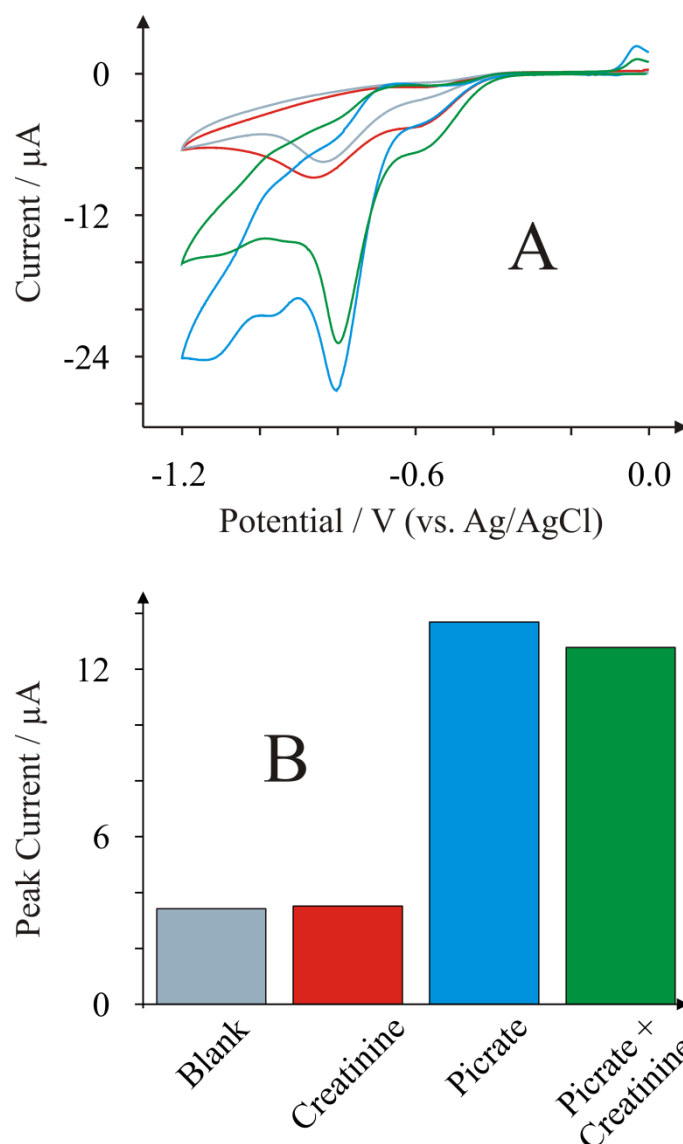 0
-12
-24
Current / µA
A
-1.2 -0.6 0.0
Potential / V (vs. Ag/AgCl)
12
6
0
Peak Current / µA
B
Blank
Creatinine
Picrate
Picrate +
Creatinine